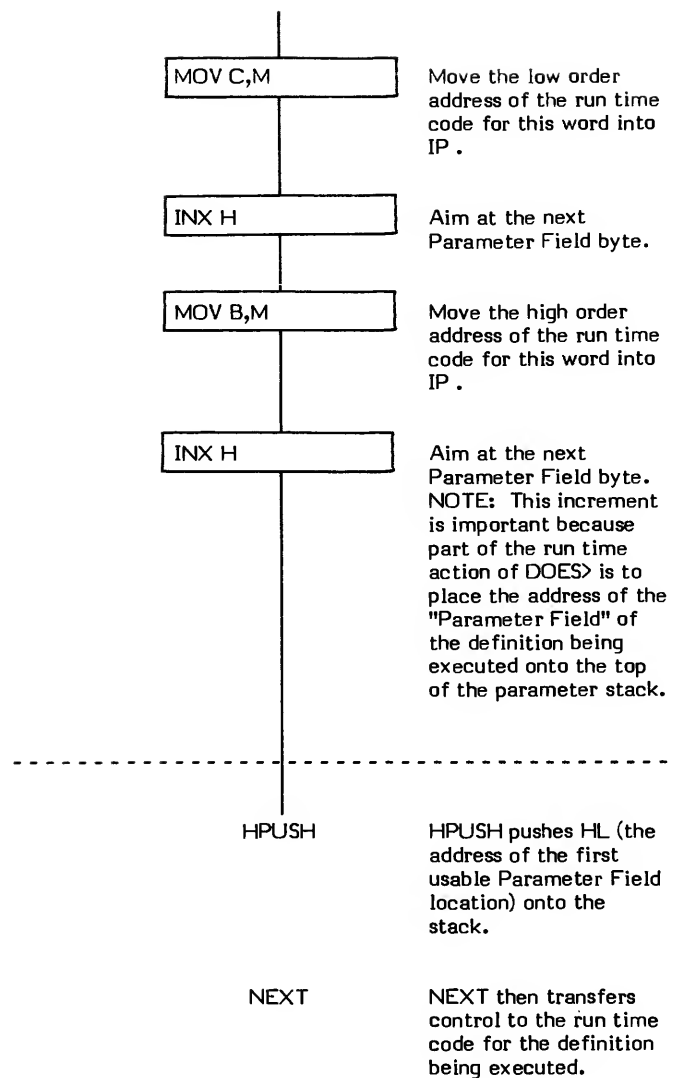 MOV C,M
Move the low order
address of the run time
code for this word into
IP .
INX H
Aim at the next
Parameter Field byte.
MOV B,M
Move the high order
address of the run time
code for this word into
IP .
INX H
Aim at the next
Parameter Field byte.
NOTE: This increment
is important because
part of the run time
action of DOES> is to
place the address of the
"Parameter Field" of
the definition being
executed onto the top
of the parameter stack.
HPUSH
HPUSH pushes HL (the
address of the first
usable Parameter Field
location) onto the
stack.
NEXT
NEXT then transfers
control to the run time
code for the definition
being executed.